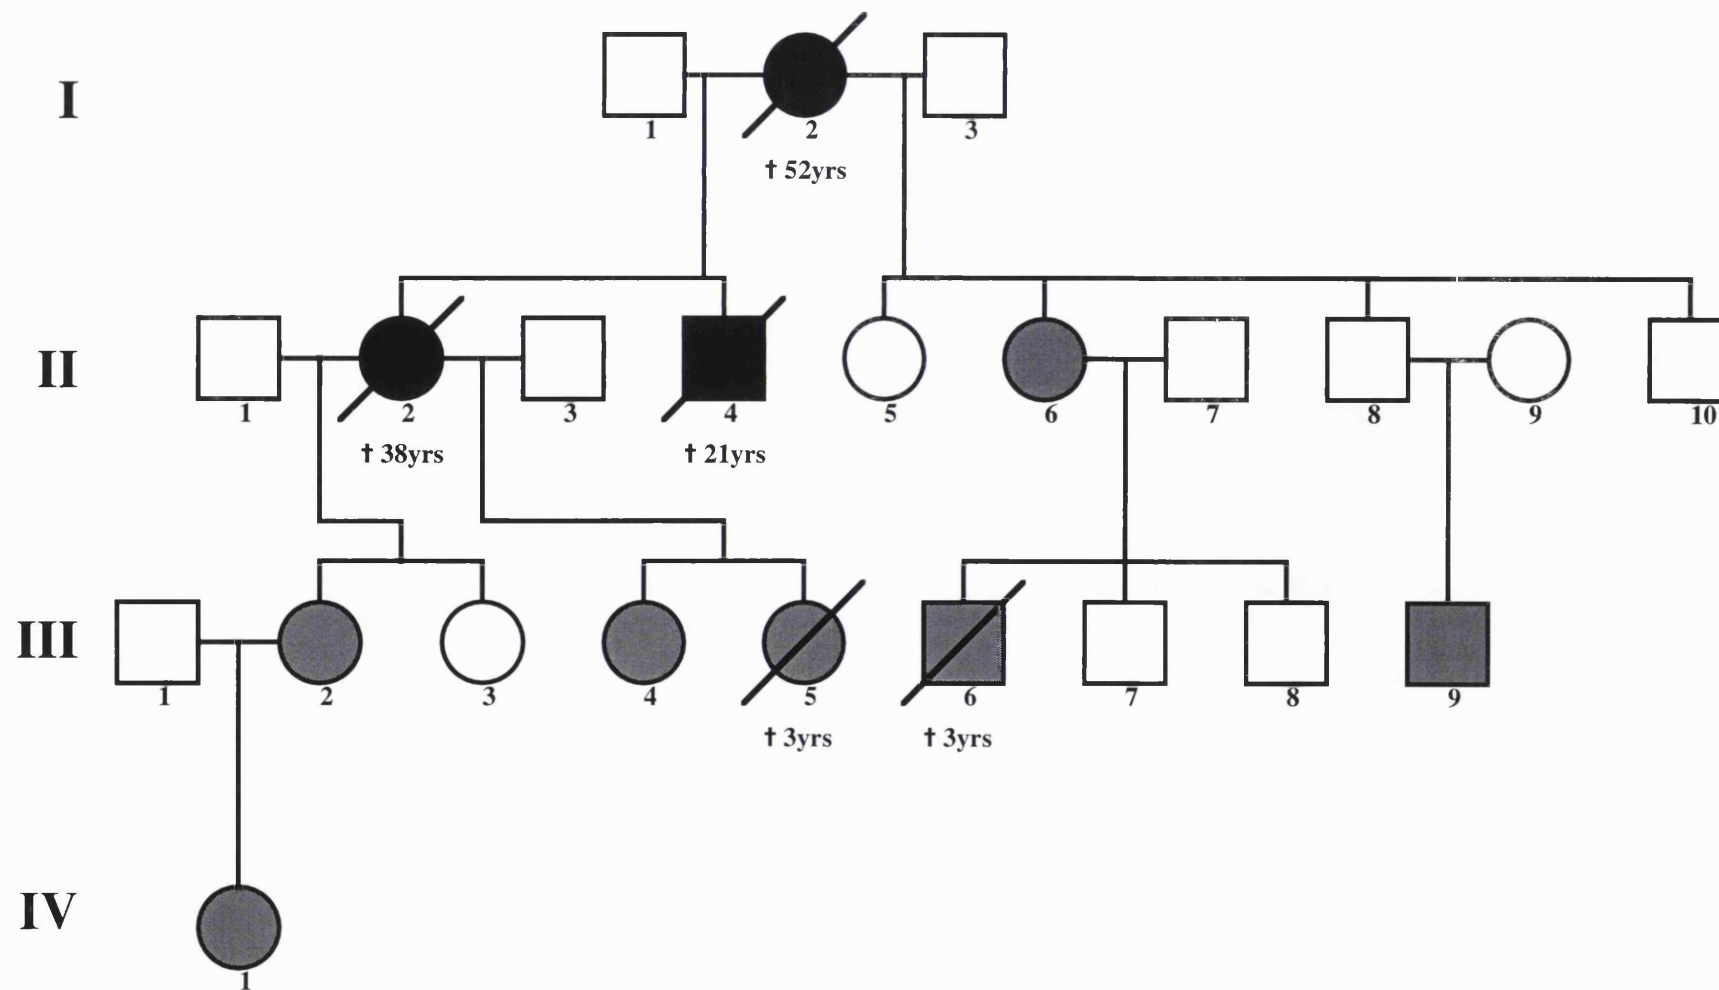 I
1 2 3
† 52yrs
II
1 2 3 4 5 6 7 8 9 10
† 38yrs † 21yrs
III
1 2 3 4 5 6 7 8 9
† 3yrs † 3yrs
IV
1